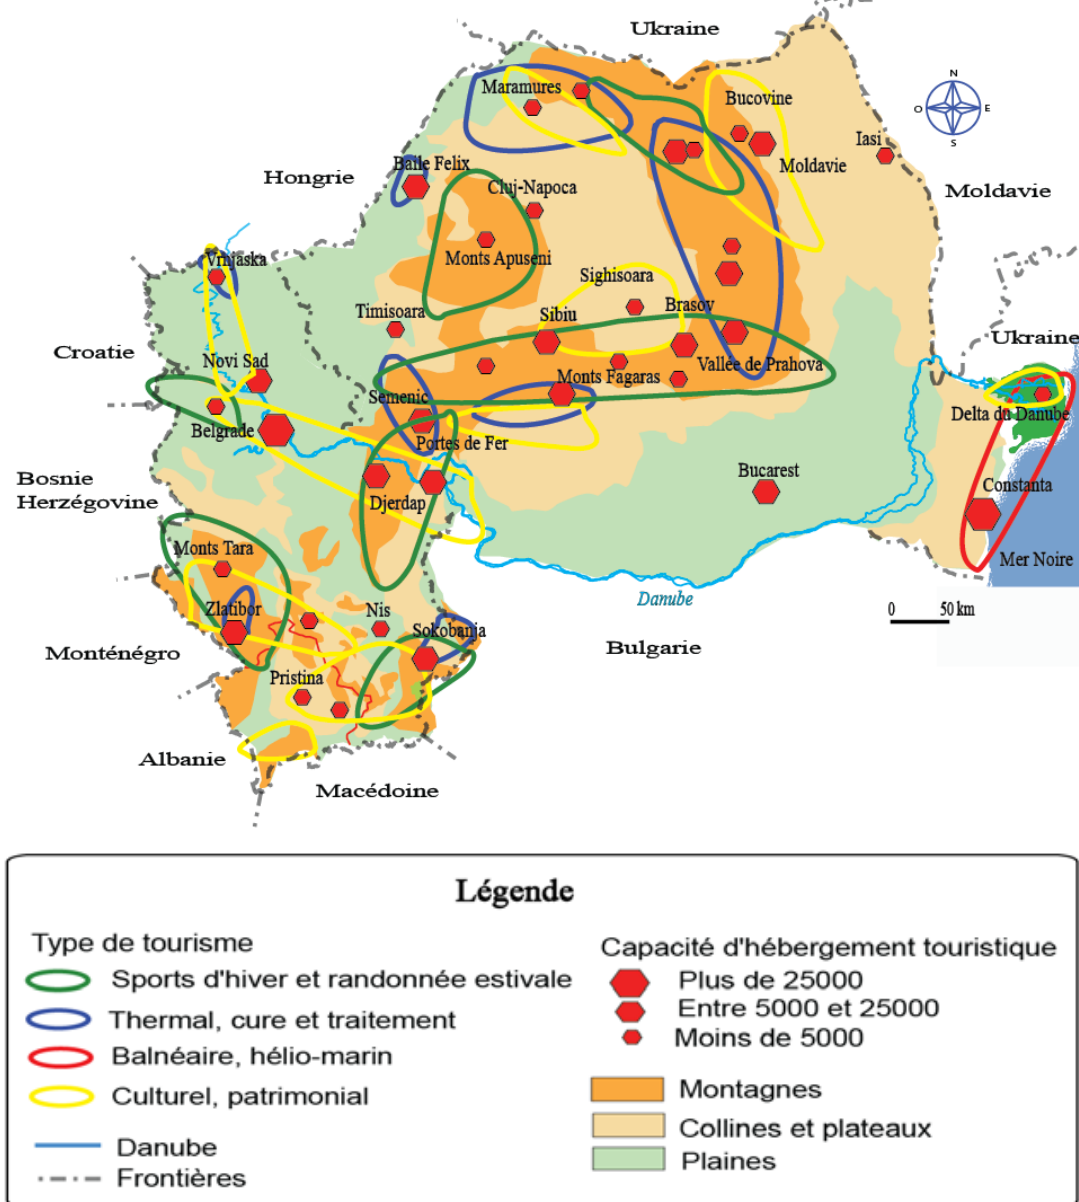 Ukraine
N
O
E
S
Maramures
Bucovine
Iasi
Moldavie
Baile Felix
Hongrie
Cluj-Napoca
Moldavie
Vrnjaska
Monts Apuseni
Sighisoara
Timisoara
Sibiu
Brasov
Ukraine
Croatie
Novi Sad
Vallée de Prahova
Monts Fagaras
Semenic
Delta du Danube
Belgrade
Portes de Fer
Bosnie
Herzégovine
Bucarest
Constanta
Djerdap
Monts Tara
Mer Noire
Danube
0 50 km
Zlatibor
Nis
Sokobanja
Bulgarie
Monténégro
Pristina
Albanie
Macédoine
Légende
Type de tourisme
Sports d'hiver et randonnée estivale
Thermal, cure et traitement
Balnéaire, hélio-marin
Culturel, patrimonial
Danube
Frontières
Capacité d'hébergement touristique
Plus de 25000
Entre 5000 et 25000
Moins de 5000
Montagnes
Collines et plateaux
Plaines